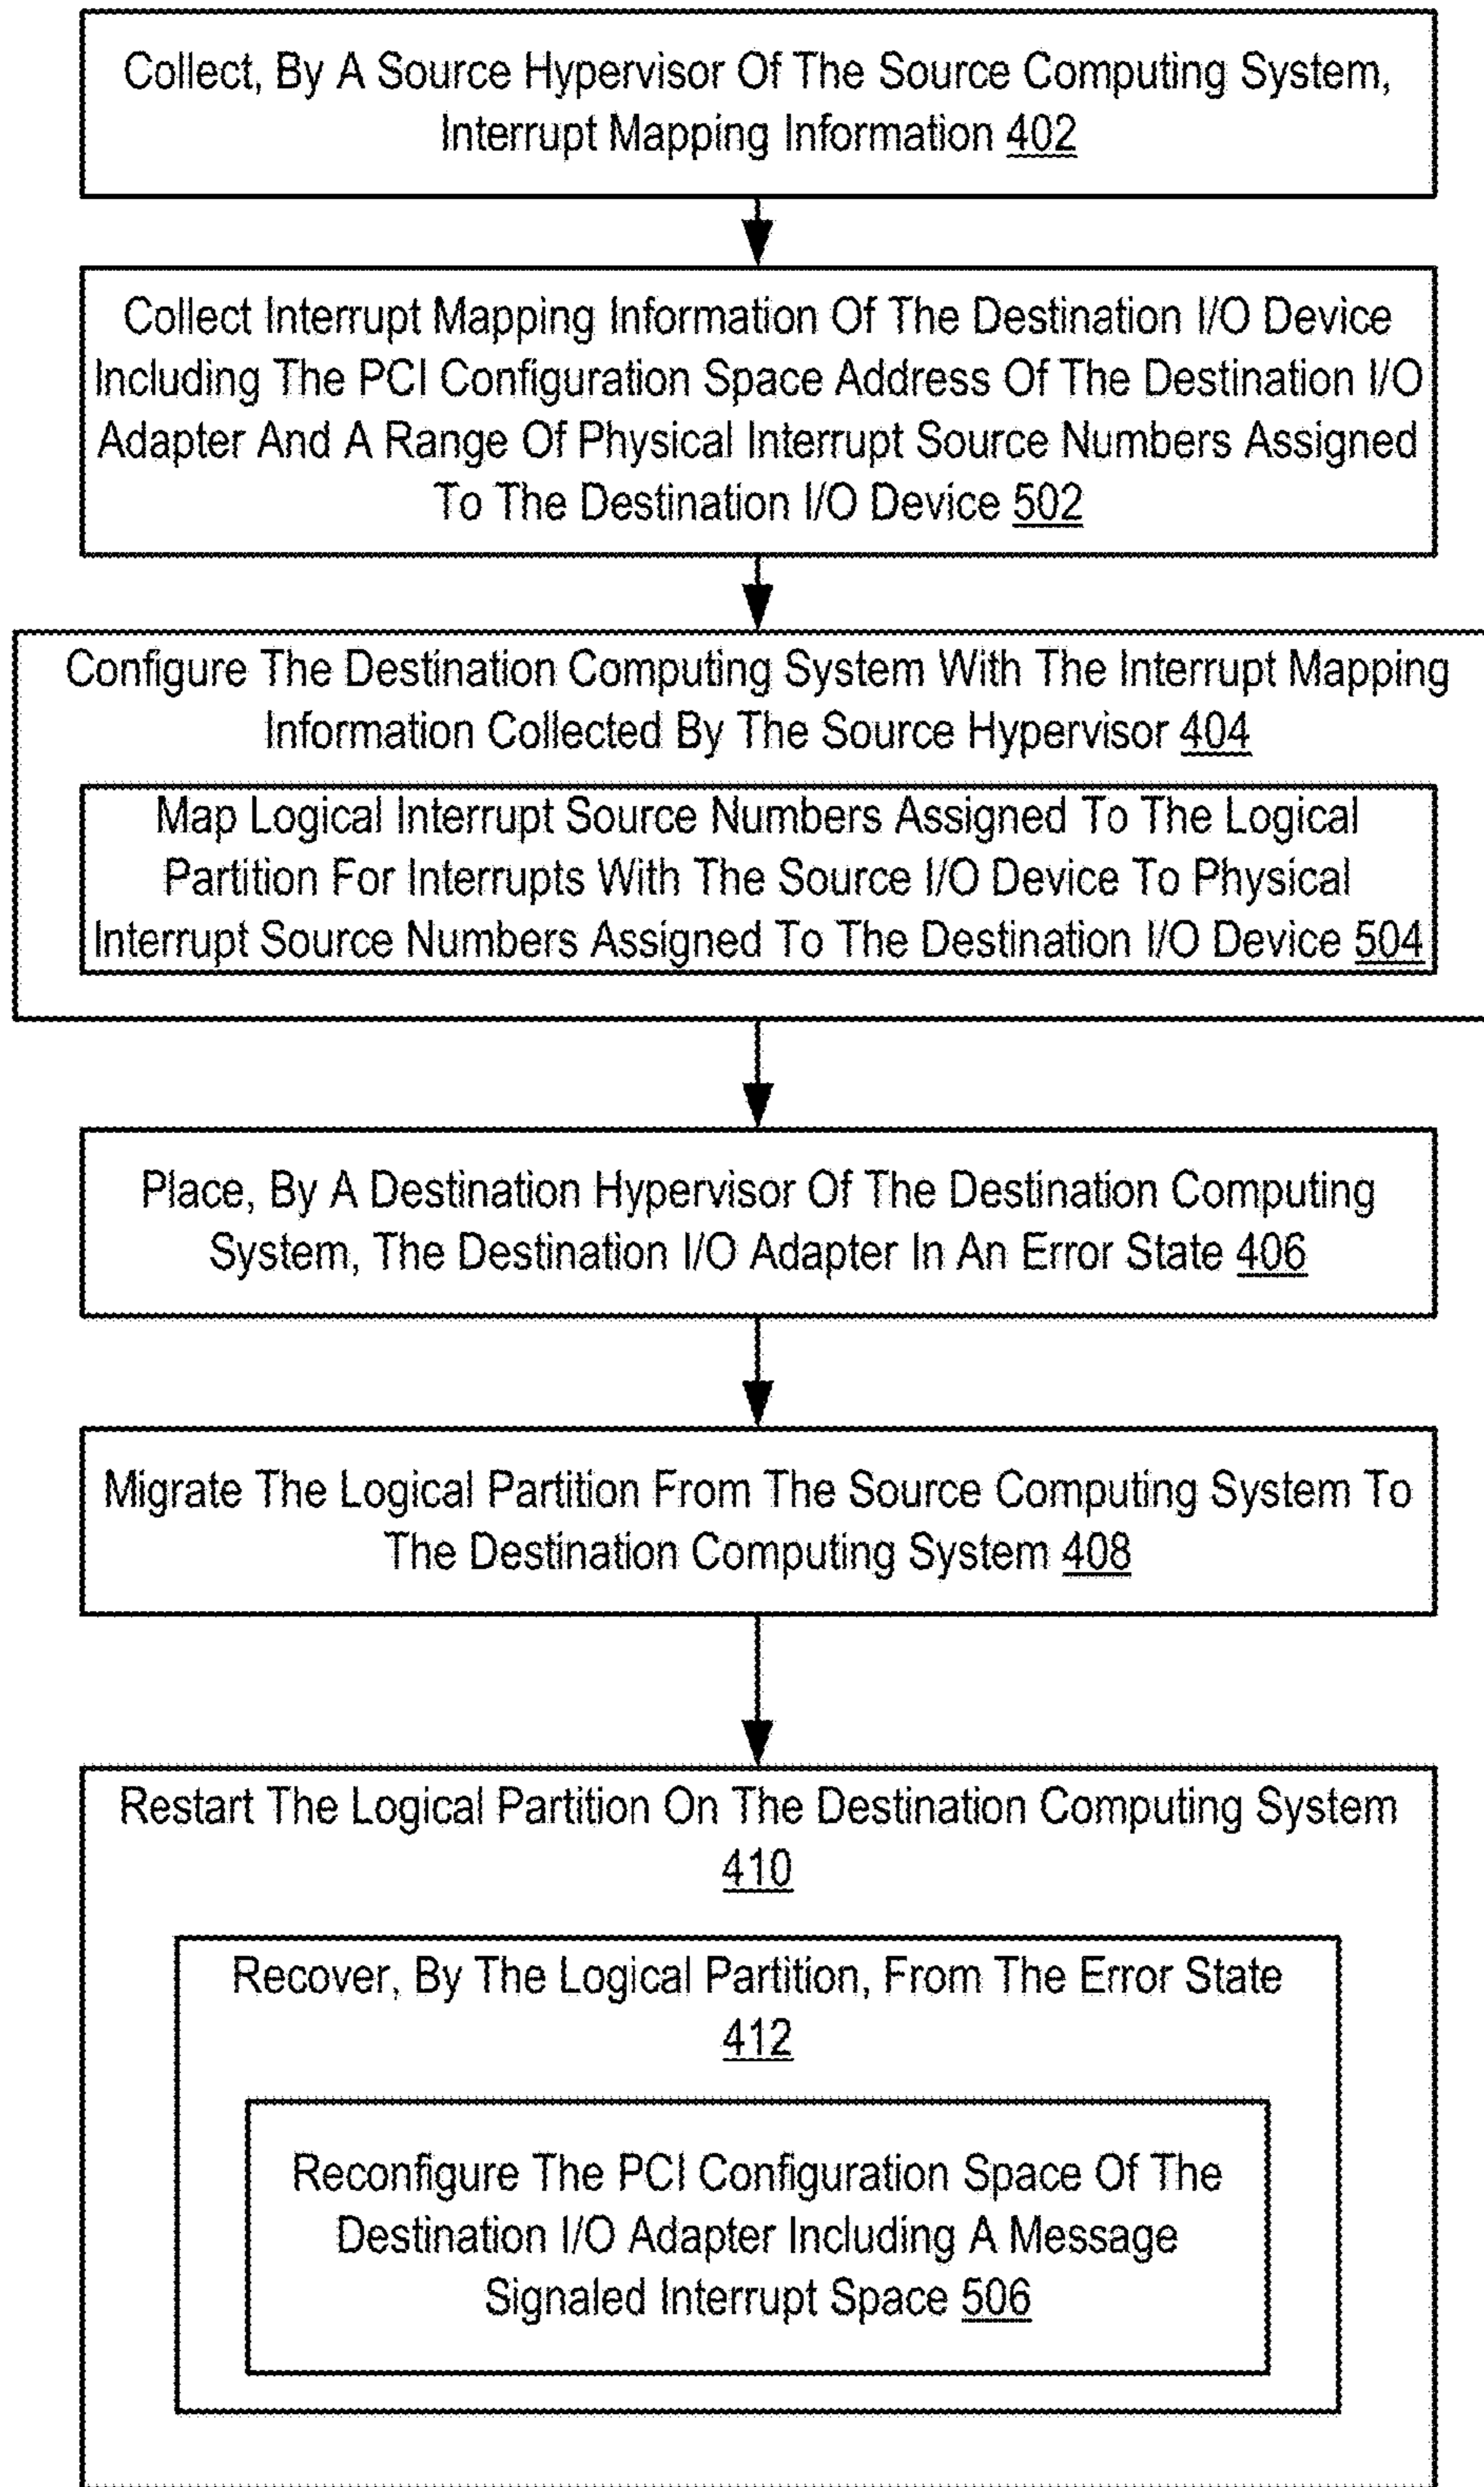 Collect, By A Source Hypervisor Of The Source Computing System,
Interrupt Mapping Information 402
Collect Interrupt Mapping Information Of The Destination I/O Device
Including The PCI Configuration Space Address Of The Destination I/O
Adapter And A Range Of Physical Interrupt Source Numbers Assigned
To The Destination I/O Device 502
Configure The Destination Computing System With The Interrupt Mapping
Information Collected By The Source Hypervisor 404
Map Logical Interrupt Source Numbers Assigned To The Logical
Partition For Interrupts With The Source I/O Device To Physical
Interrupt Source Numbers Assigned To The Destination I/O Device 504
Place, By A Destination Hypervisor Of The Destination Computing
System, The Destination I/O Adapter In An Error State 406
Migrate The Logical Partition From The Source Computing System To
The Destination Computing System 408
Restart The Logical Partition On The Destination Computing System
410
Recover, By The Logical Partition, From The Error State
412
Reconfigure The PCI Configuration Space Of The
Destination I/O Adapter Including A Message
Signaled Interrupt Space 506